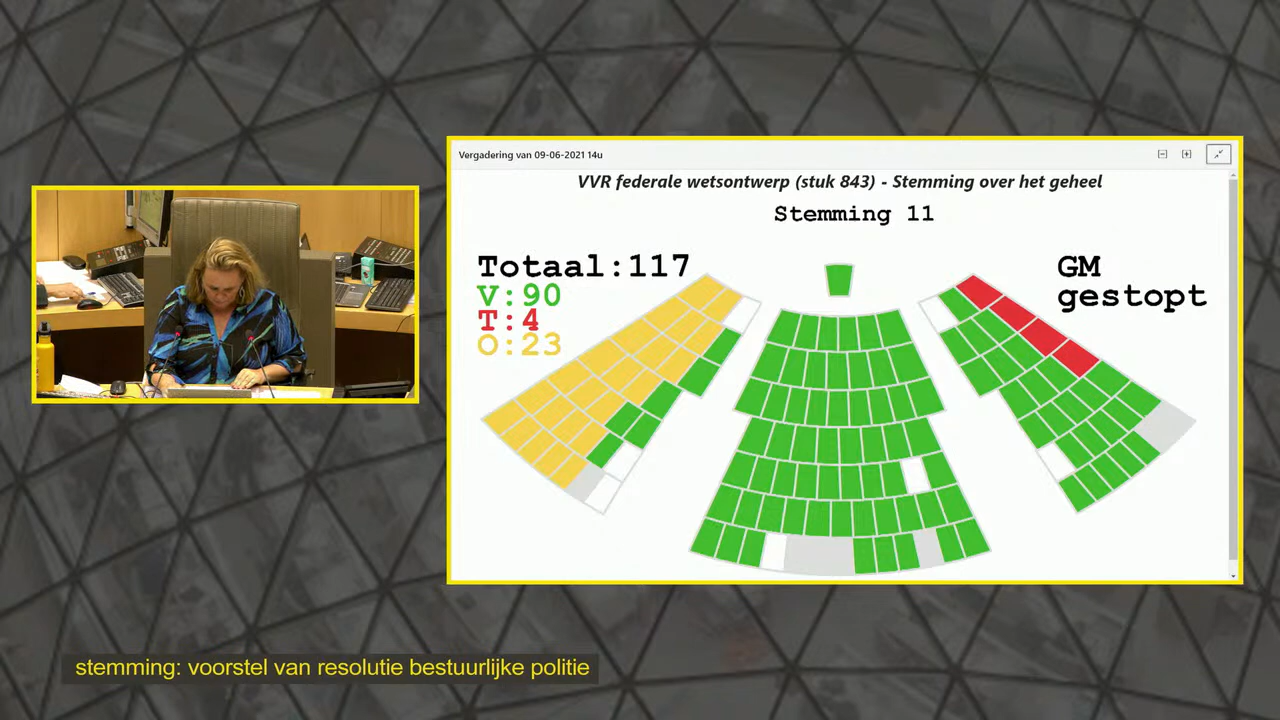 Vergadering van 09-06-2021 14u
VVR federale wetsontwerp (stuk 843) - Stemming over het geheel
Stemming 11
Totaal:117
V:90
T:4
O:23
GM
gestopt
stemming: voorstel van resolutie bestuurlijke politie